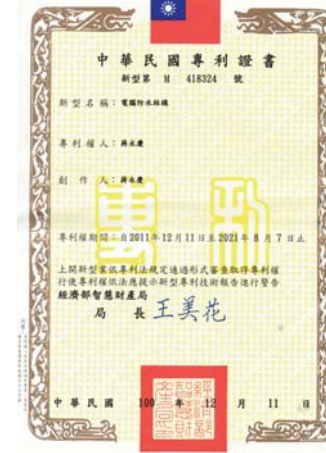 中華民國專利證書
新型第 M 418324 號
新型名稱：電腦防水結構
專利權人：蔣永慶
創作人：蔣永慶
專利
專利權期間：自2011年12月11日至2021年8月7日止
上開新型業依專利法規定通過形式審查取得專利權
行使專利權依法應提示新型專利技術報告進行警告
經濟部智慧財產局
局長 王美花
中華民國 100 年 12 月 11 日